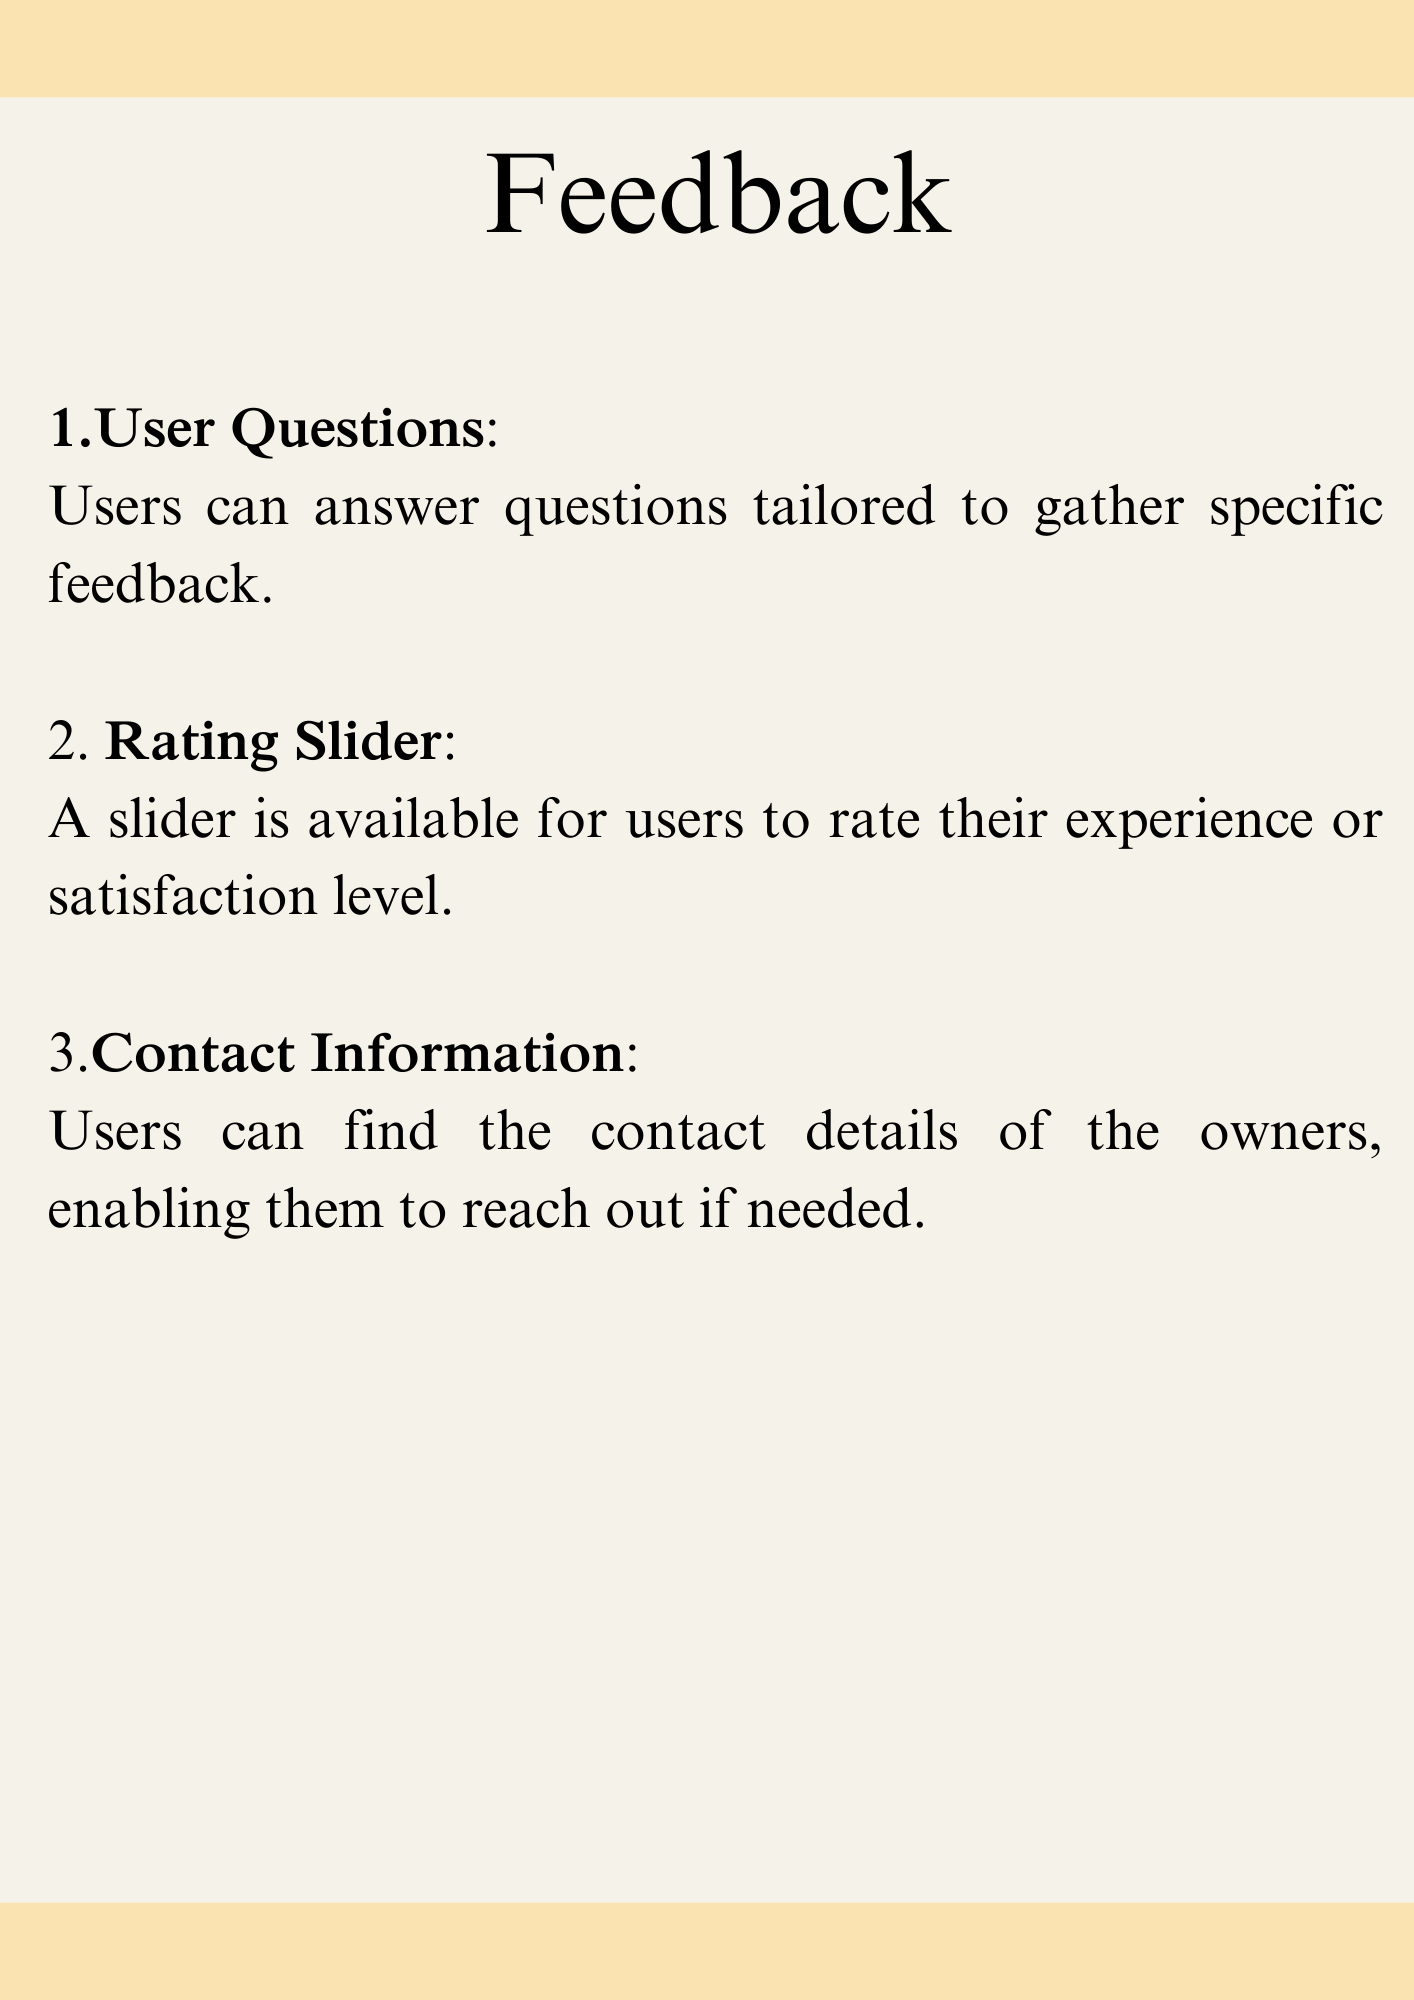 Feedback
1.User Questions:
Users can answer questions tailored to gather specific
feedback.
2. Rating Slider:
A slider is available for users to rate their experience or
satisfaction level.
3.Contact Information:
Users can find the contact details of the owners,
enabling them to reach out if needed.